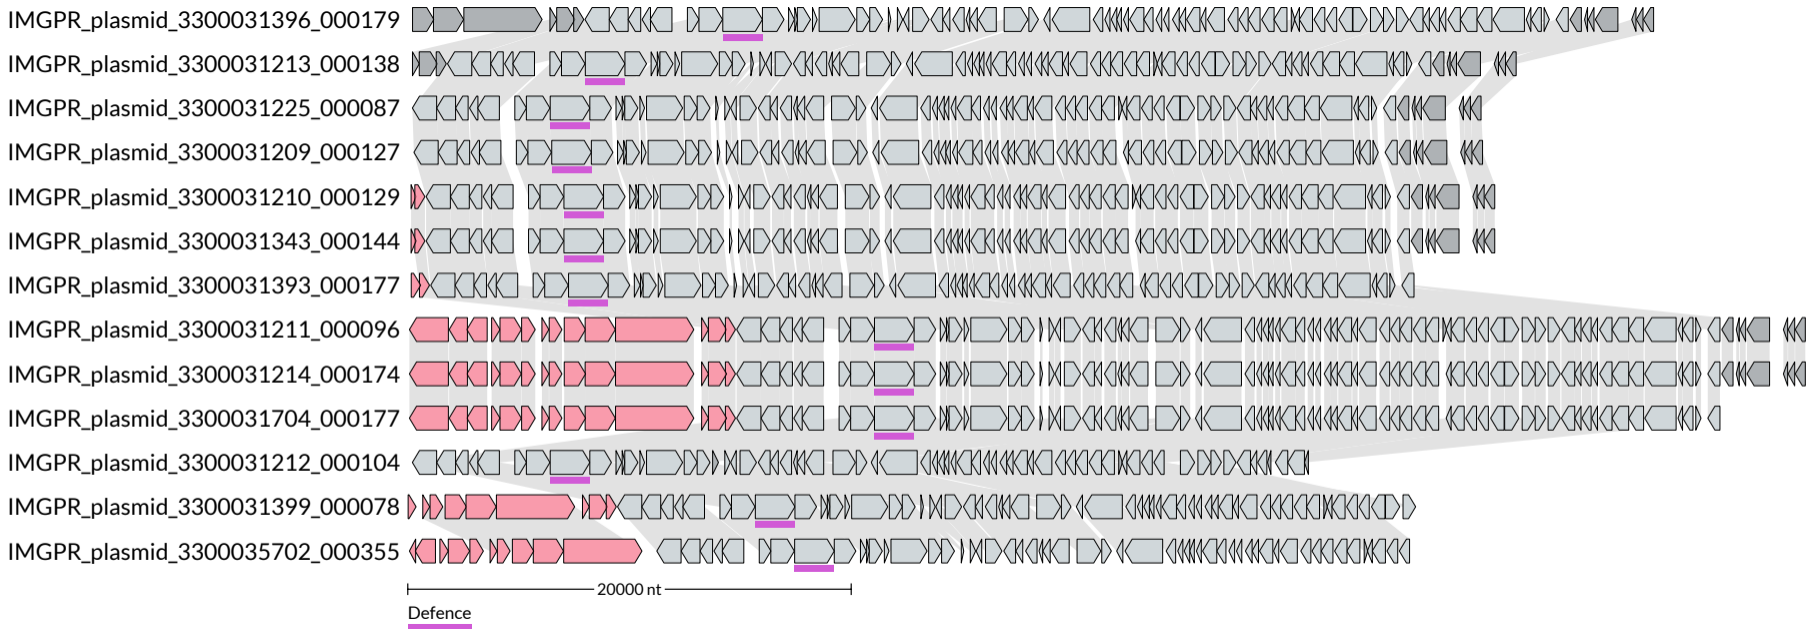 IMGPR_plasmid_3300031396_000179
IMGPR_plasmid_3300031213_000138
IMGPR_plasmid_3300031225_000087
IMGPR_plasmid_3300031209_000127
IMGPR_plasmid_3300031210_000129
IMGPR_plasmid_3300031343_000144
IMGPR_plasmid_3300031393_000177
IMGPR_plasmid_3300031211_000096
IMGPR_plasmid_3300031214_000174
IMGPR_plasmid_3300031704_000177
IMGPR_plasmid_3300031212_000104
IMGPR_plasmid_3300031399_000078
IMGPR_plasmid_3300035702_000355
20000 nt
Defence